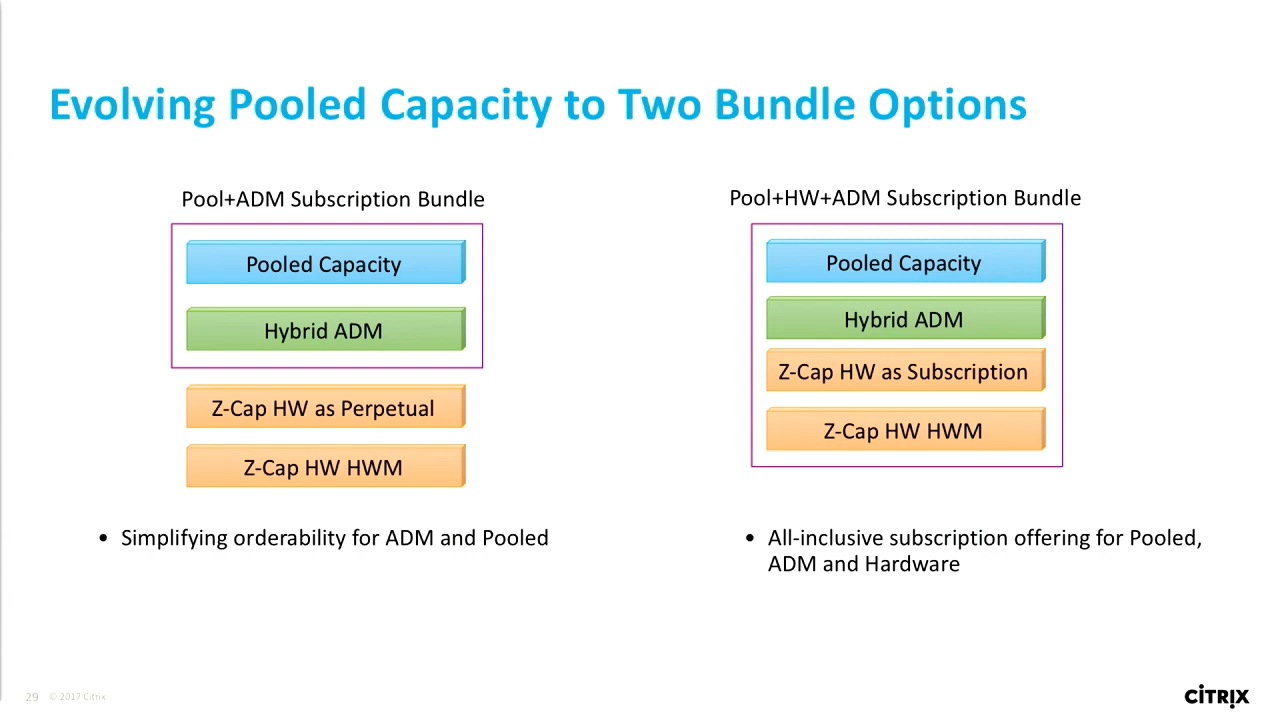 Evolving Pooled Capacity to Two Bundle Options
Pool+ADM Subscription Bundle
Pooled Capacity
Hybrid ADM
Z-Cap HW as Perpetual
Z-Cap HW HWM
• Simplifying orderability for ADM and Pooled
Pool+HW+ADM Subscription Bundle
Pooled Capacity
Hybrid ADM
Z-Cap HW as Subscription
Z-Cap HW HWM
• All-inclusive subscription offering for Pooled,
ADM and Hardware
29 © 2017 Citrix
CITRIX